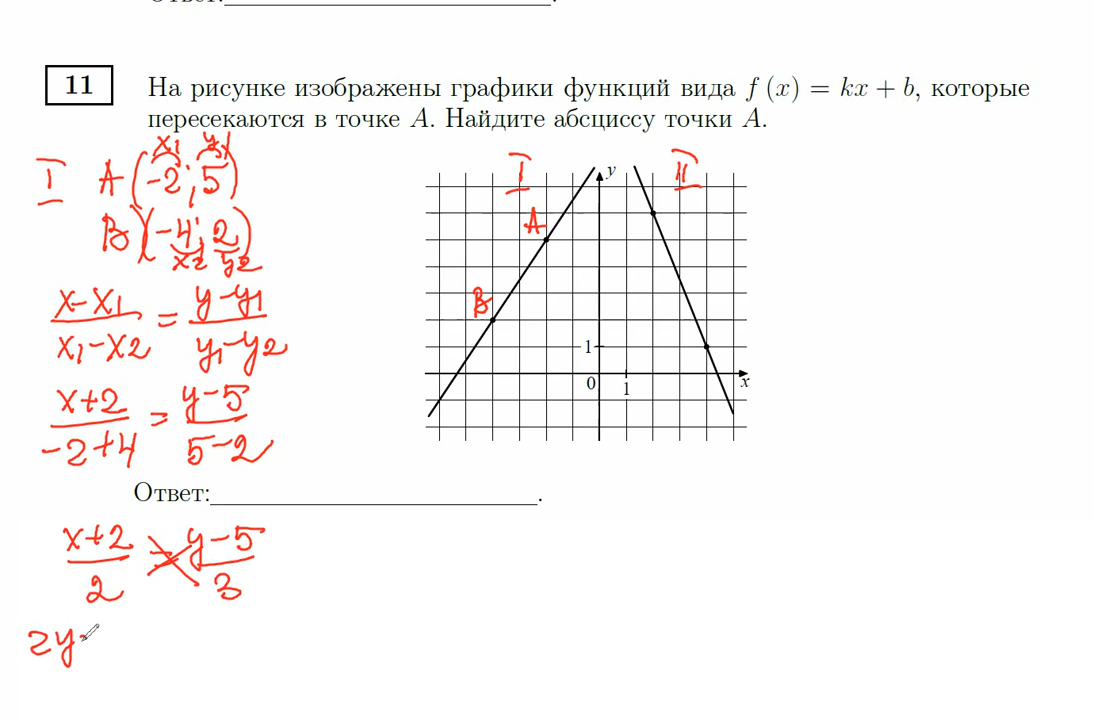 Ответ: .
11 На рисунке изображены графики функций вида f (x) = kx + b, которые
пересекаются в точке A. Найдите абсциссу точки A.
x1 y1
I A(-2; 5)
B(-4; 2)
x2 y2
x-x1 / x1-x2 = y-y1 / y1-y2
x+2 / -2+4 = y-5 / 5-2
I II
y
A
B
1
0 1 x
Ответ: .
x+2 / 2 = y-5 / 3
2y